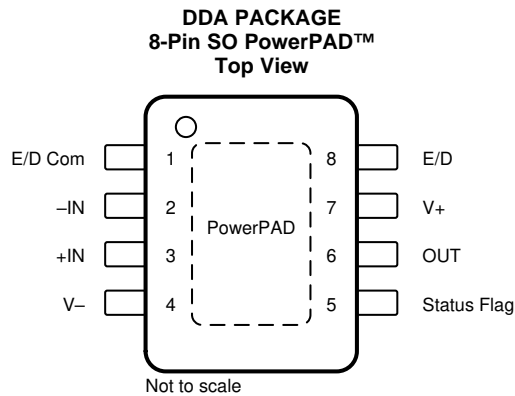 DDA PACKAGE
8-Pin SO PowerPAD™
Top View
E/D Com 1 8 E/D
–IN 2 7 V+
PowerPAD
+IN 3 6 OUT
V– 4 5 Status Flag
Not to scale